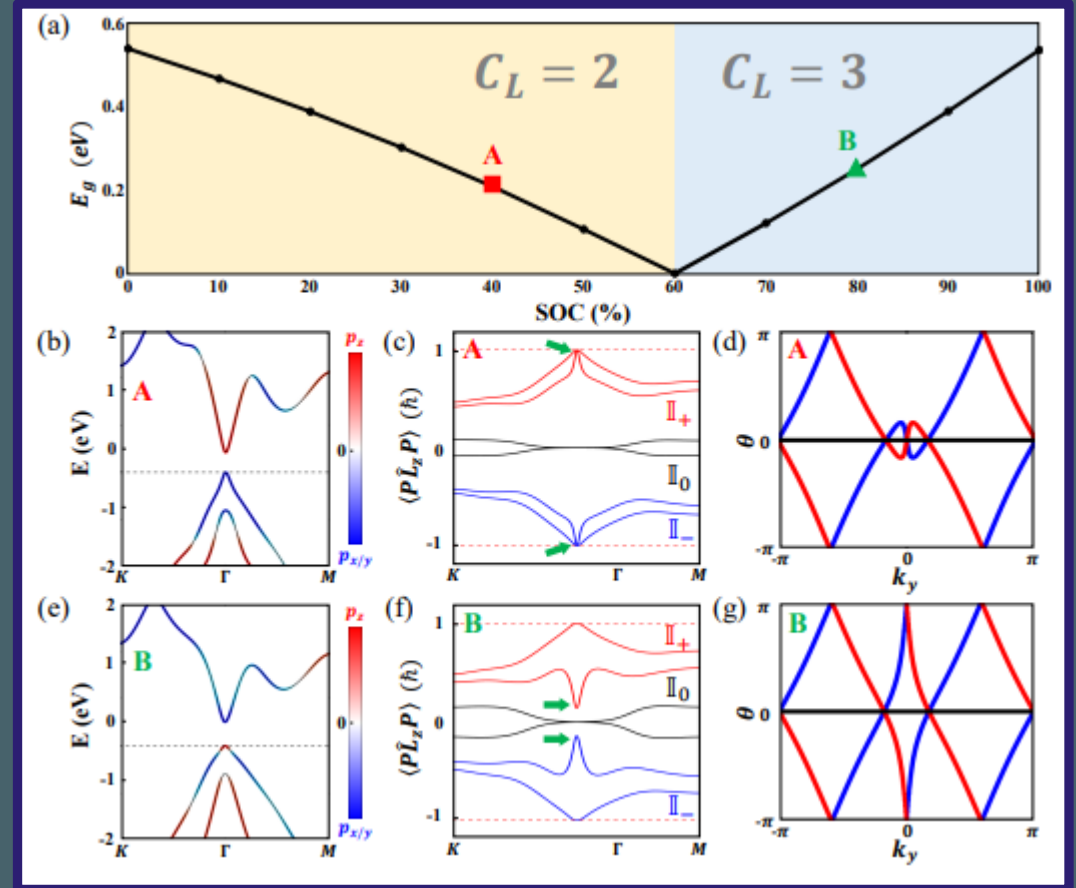 (a)
0.6
0.4
0.2
0
E_g (eV)
C_L = 2
C_L = 3
A
B
0 10 20 30 40 50 60 70 80 90 100
SOC (%)
(b)
2
1
0
-1
-2
E (eV)
A
K Γ M
p_z
0
p_{x/y}
(c)
A
1
0
-1
⟨PL̂_zP⟩ (ħ)
𝕀_+
𝕀_0
𝕀_−
K Γ M
(d)
A
π
0
-π
θ
-π 0 π
k_y
(e)
2
1
0
-1
-2
E (eV)
B
K Γ M
p_z
0
p_{x/y}
(f)
B
1
0
-1
⟨PL̂_zP⟩ (ħ)
𝕀_+
𝕀_0
𝕀_−
K Γ M
(g)
B
π
0
-π
θ
-π 0 π
k_y